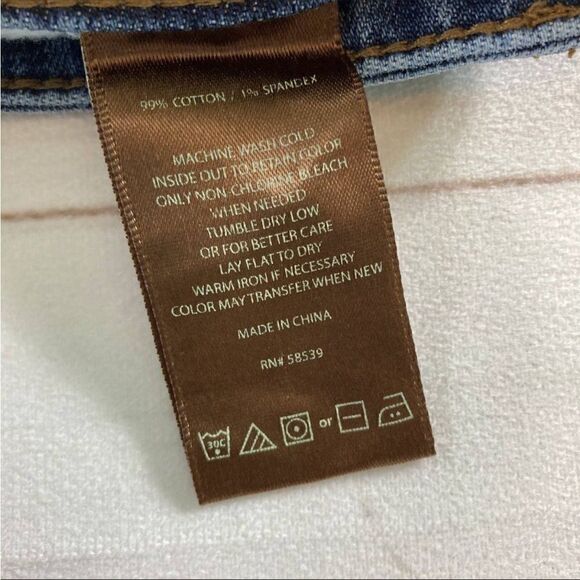 99% COTTON / 1% SPANDEX
MACHINE WASH COLD
INSIDE OUT TO RETAIN COLOR
ONLY NON-CHLORINE BLEACH
WHEN NEEDED
TUMBLE DRY LOW
OR FOR BETTER CARE
LAY FLAT TO DRY
WARM IRON IF NECESSARY
COLOR MAY TRANSFER WHEN NEW
MADE IN CHINA
RN# 58539
30C or